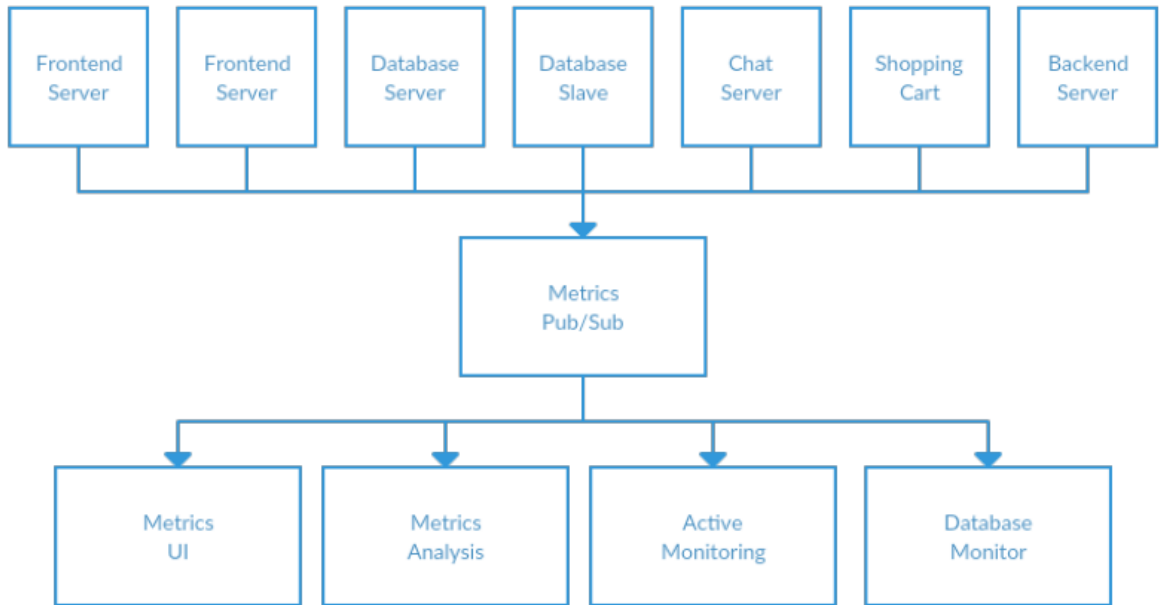 Frontend
Server
Frontend
Server
Database
Server
Database
Slave
Chat
Server
Shopping
Cart
Backend
Server
Metrics
Pub/Sub
Metrics
UI
Metrics
Analysis
Active
Monitoring
Database
Monitor